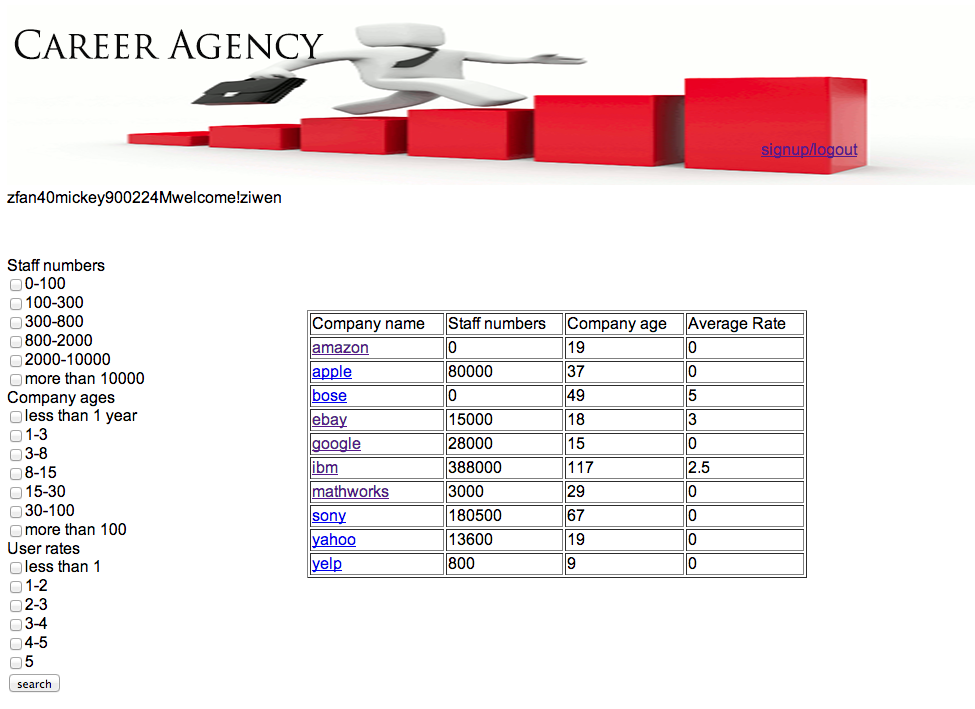 CAREER AGENCY
signup/logout
zfan40mickey900224Mwelcome!ziwen
Staff numbers
0-100
100-300
300-800
800-2000
2000-10000
more than 10000
Company ages
less than 1 year
1-3
3-8
8-15
15-30
30-100
more than 100
User rates
less than 1
1-2
2-3
3-4
4-5
5
search
Company name Staff numbers Company age Average Rate
amazon 0 19 0
apple 80000 37 0
bose 0 49 5
ebay 15000 18 3
google 28000 15 0
ibm 388000 117 2.5
mathworks 3000 29 0
sony 180500 67 0
yahoo 13600 19 0
yelp 800 9 0